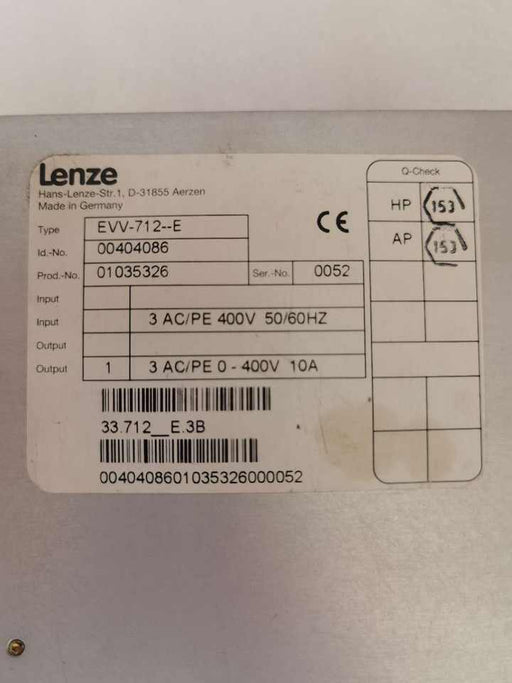 Lenze
Hans-Lenze-Str.1, D-31855 Aerzen
Made in Germany
Type EVV-712--E
Id.-No. 00404086
Prod.-No. 01035326 Ser.-No. 0052
Input
Input 3 AC/PE 400V 50/60HZ
Output
Output 1 3 AC/PE 0 - 400V 10A
CE
Q-Check
HP 153
AP 153
33.712__E.3B
0040408601035326000052